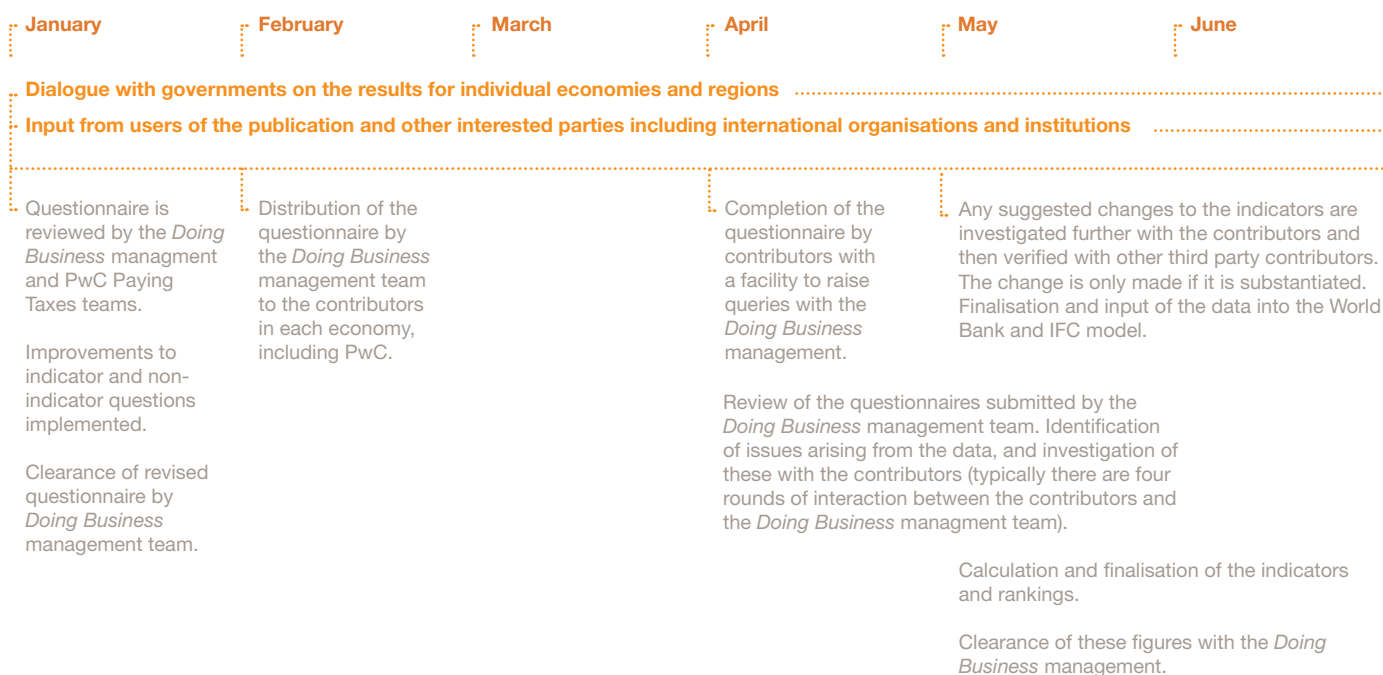 January
February
March
April
May
June
Dialogue with governments on the results for individual economies and regions
Input from users of the publication and other interested parties including international organisations and institutions
Questionnaire is
reviewed by the Doing
Business managment
and PwC Paying
Taxes teams.
Improvements to
indicator and non-
indicator questions
implemented.
Clearance of revised
questionnaire by
Doing Business
management team.
Distribution of the
questionnaire by
the Doing Business
management team
to the contributors
in each economy,
including PwC.
Completion of the
questionnaire by
contributors with
a facility to raise
queries with the
Doing Business
management.
Review of the questionnaires submitted by the
Doing Business management team. Identification
of issues arising from the data, and investigation of
these with the contributors (typically there are four
rounds of interaction between the contributors and
the Doing Business managment team).
Any suggested changes to the indicators are
investigated further with the contributors and
then verified with other third party contributors.
The change is only made if it is substantiated.
Finalisation and input of the data into the World
Bank and IFC model.
Calculation and finalisation of the indicators
and rankings.
Clearance of these figures with the Doing
Business management.